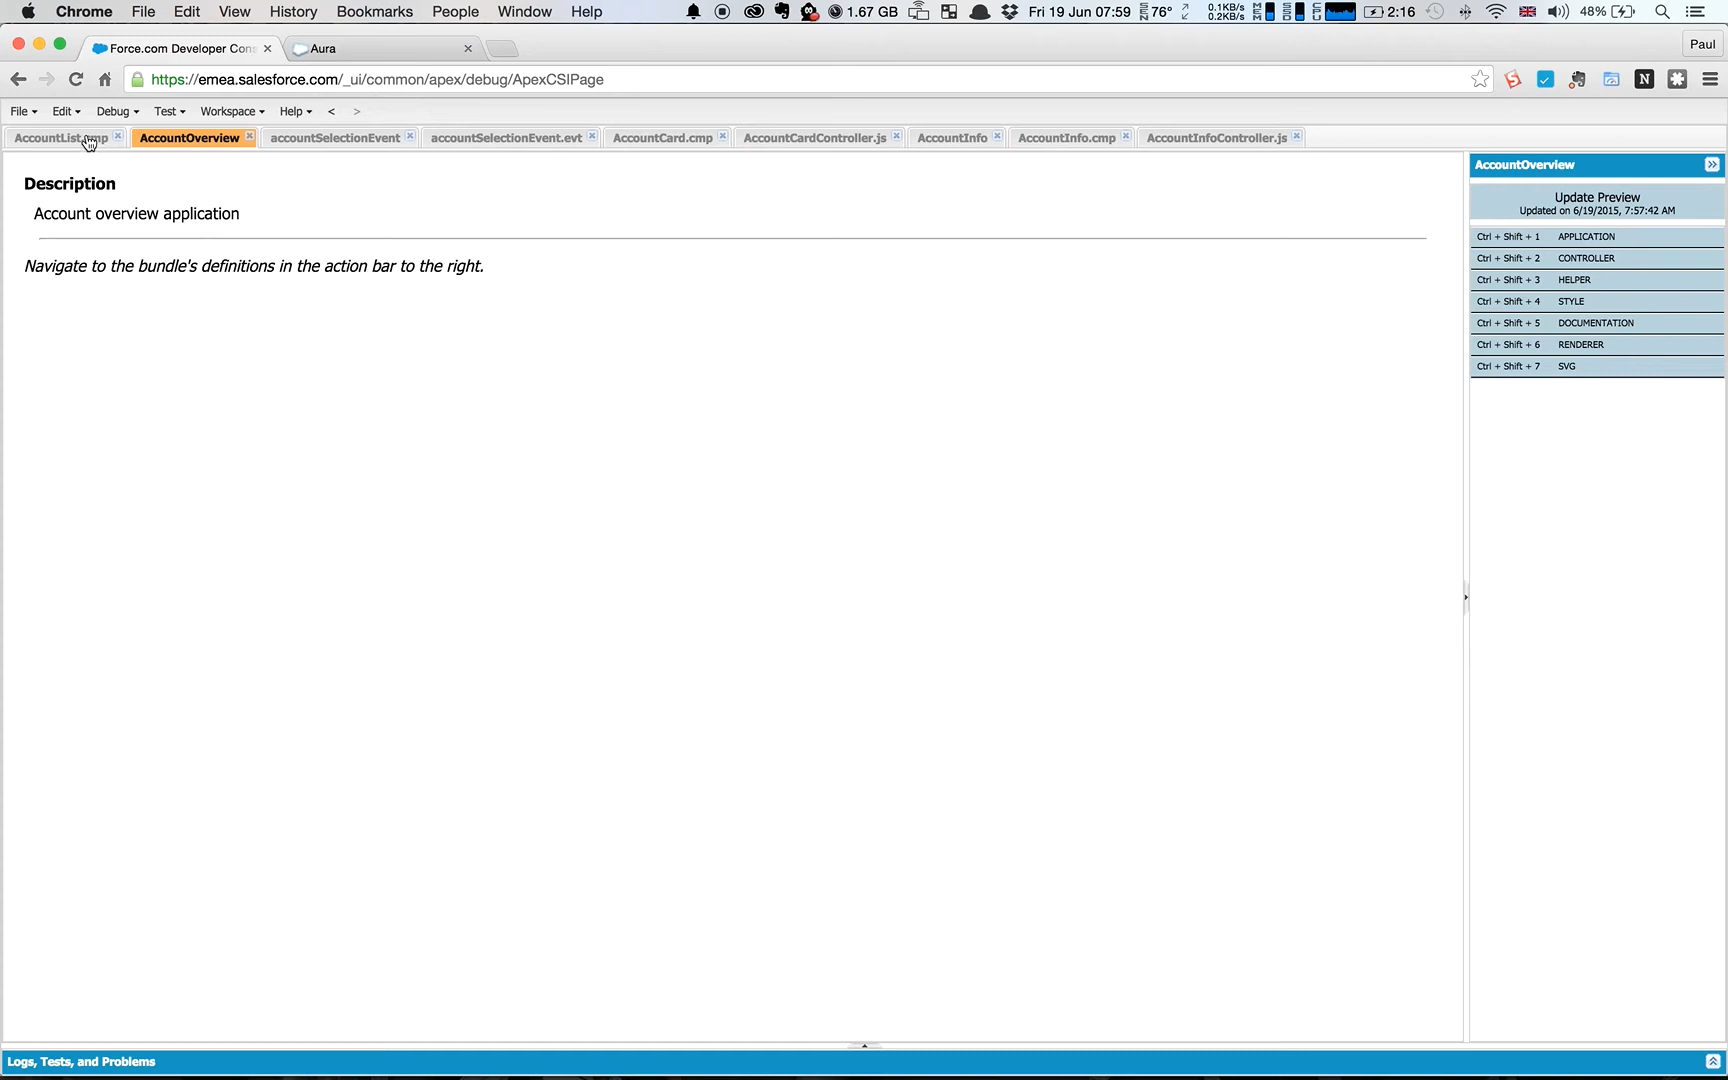 Chrome File Edit View History Bookmarks People Window Help 1.67 GB Fri 19 Jun 07:59 76° 0.1KB/s 0.2KB/s 2:16 48%
Force.com Developer Cons Aura Paul
https://emea.salesforce.com/_ui/common/apex/debug/ApexCSIPage
File Edit Debug Test Workspace Help < >
AccountOverview accountSelectionEvent accountSelectionEvent.evt AccountCard.cmp AccountCardController.js AccountInfo AccountInfo.cmp AccountInfoController.js
Description
Account overview application
Navigate to the bundle's definitions in the action bar to the right.
AccountOverview
Update Preview
Updated on 6/19/2015, 7:57:42 AM
Ctrl + Shift + 1 APPLICATION
Ctrl + Shift + 2 CONTROLLER
Ctrl + Shift + 3 HELPER
Ctrl + Shift + 4 STYLE
Ctrl + Shift + 5 DOCUMENTATION
Ctrl + Shift + 6 RENDERER
Ctrl + Shift + 7 SVG
Logs, Tests, and Problems